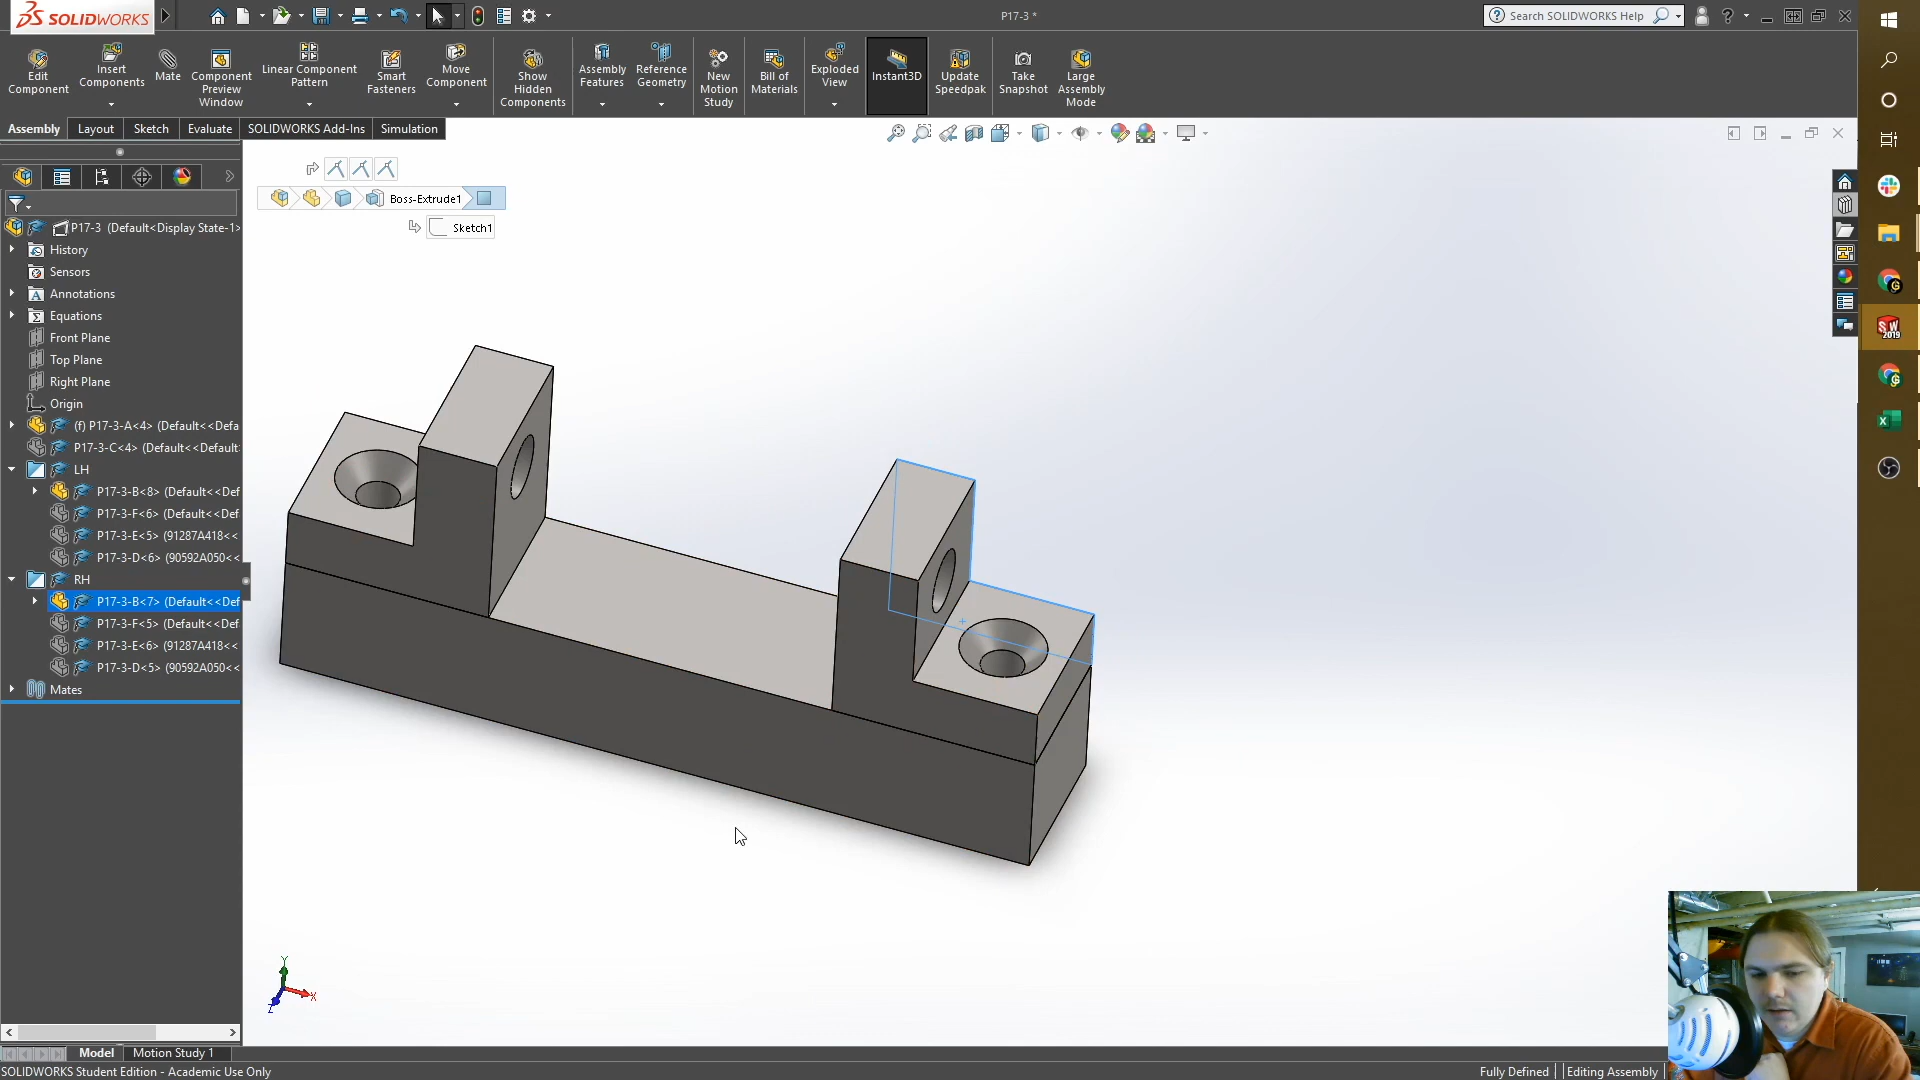 SOLIDWORKS
P17-3 *
Search SOLIDWORKS Help
Edit Component
Insert Components
Mate
Component Preview Window
Linear Component Pattern
Smart Fasteners
Move Component
Show Hidden Components
Assembly Features
Reference Geometry
New Motion Study
Bill of Materials
Exploded View
Instant3D
Update Speedpak
Take Snapshot
Large Assembly Mode
Assembly
Layout
Sketch
Evaluate
SOLIDWORKS Add-Ins
Simulation
Boss-Extrude1
Sketch1
P17-3 (Default<Display State-1>
History
Sensors
Annotations
Equations
Front Plane
Top Plane
Right Plane
Origin
(f) P17-3-A<4> (Default<<Defa
P17-3-C<4> (Default<<Default
LH
P17-3-B<8> (Default<<Def
P17-3-F<6> (Default<<Def
P17-3-E<5> (91287A418<<
P17-3-D<6> (90592A050<<
RH
P17-3-B<7> (Default<<Def
P17-3-F<5> (Default<<Def
P17-3-E<6> (91287A418<<
P17-3-D<5> (90592A050<<
Mates
Y
X
Z
Model
Motion Study 1
SOLIDWORKS Student Edition - Academic Use Only
Fully Defined
Editing Assembly
SW
2019